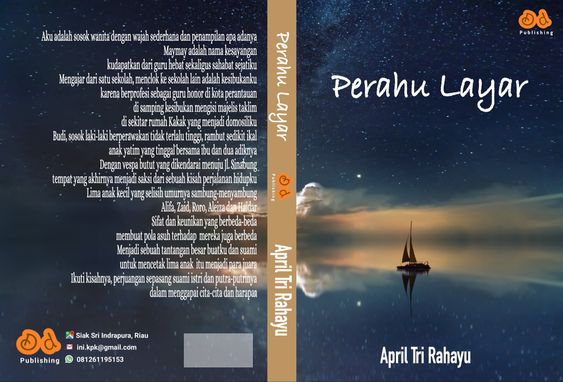 Aku adalah sosok wanita dengan wajah sederhana dan penampilan apa adanya
Maymay adalah nama kesayangan
kudapatkan dari guru hebat sekaligus sahabat sejatiku
Mengajar dari satu sekolah, menclok ke sekolah lain adalah kesibukanku
karena berprofesi sebagai guru honor di kota perantauan
di samping kesibukan mengisi majelis taklim
di sekitar rumah Kakak yang menjadi domosiliku
Budi, sosok laki-laki berperawakan tidak terlalu tinggi, rambut sedikit ikal
anak yatim yang tinggal bersama ibu dan dua adiknya
Dengan vespa butut yang dikendarai menuju Jl. Sinabung
tempat yang akhirnya menjadi saksi dari sebuah kisah perjalanan hidupku
Lima anak kecil yang selisih umurnya sambung-menyambung
Alifa, Zaid, Roro, Aleiza dan Haidar
Sifat dan keunikan yang berbeda-beda
membuat pola asuh terhadap mereka juga berbeda
Menjadi sebuah tantangan besar buatku dan suami
untuk mencetak lima anak itu menjadi para juara
Ikuti kisahnya, perjuangan sepasang suami istri dan putra-putrinya
dalam menggapai cita-cita dan harapan
Publishing
Siak Sri Indrapura, Riau
ini.kpk@gmail.com
081261195153
Perahu Layar
Publishing
April Tri Rahayu
Publishing
Perahu Layar
April Tri Rahayu